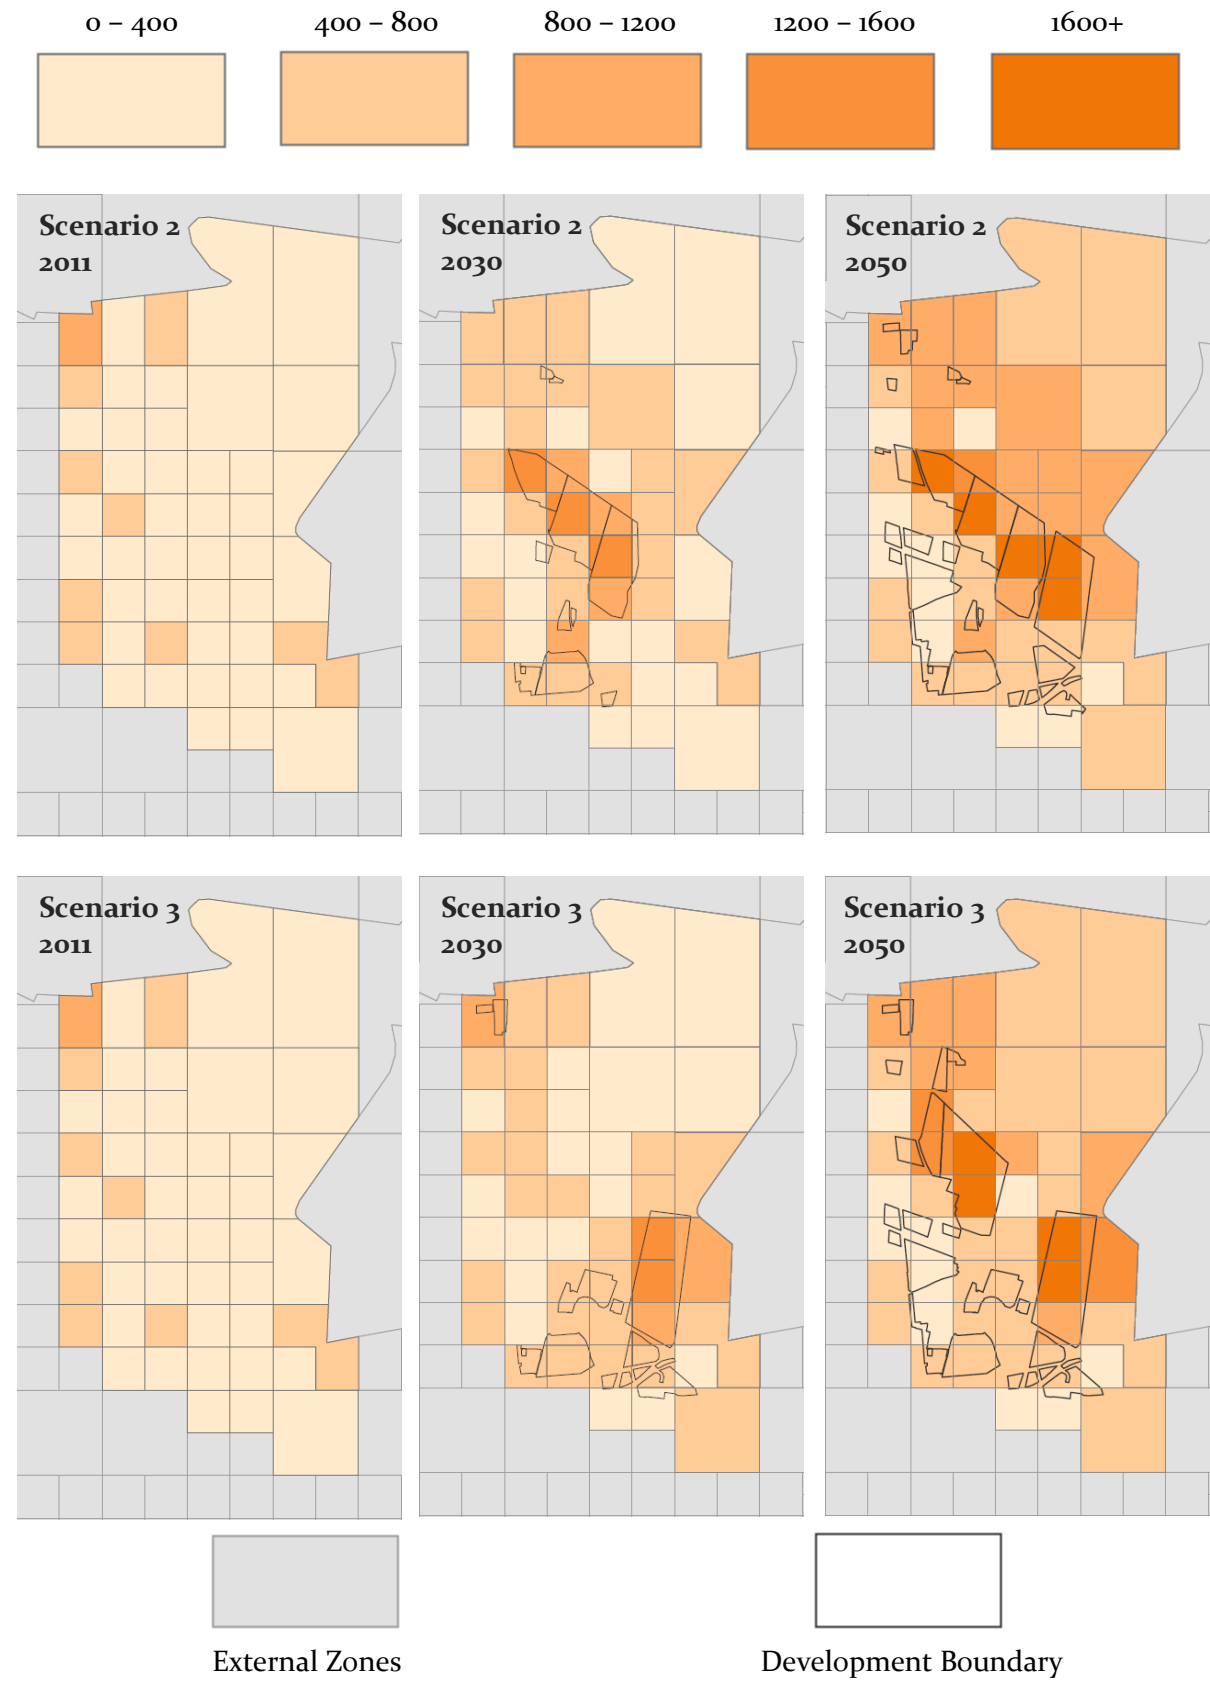 0 – 400 400 – 800 800 – 1200 1200 – 1600 1600+
Scenario 2
2011
Scenario 2
2030
Scenario 2
2050
Scenario 3
2011
Scenario 3
2030
Scenario 3
2050
External Zones
Development Boundary